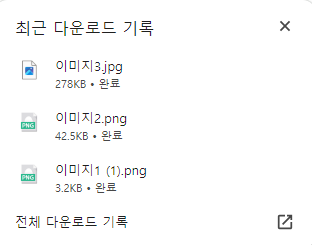 최근 다운로드 기록
이미지3.jpg
278KB • 완료
PNG
이미지2.png
42.5KB • 완료
PNG
이미지1 (1).png
3.2KB • 완료
전체 다운로드 기록